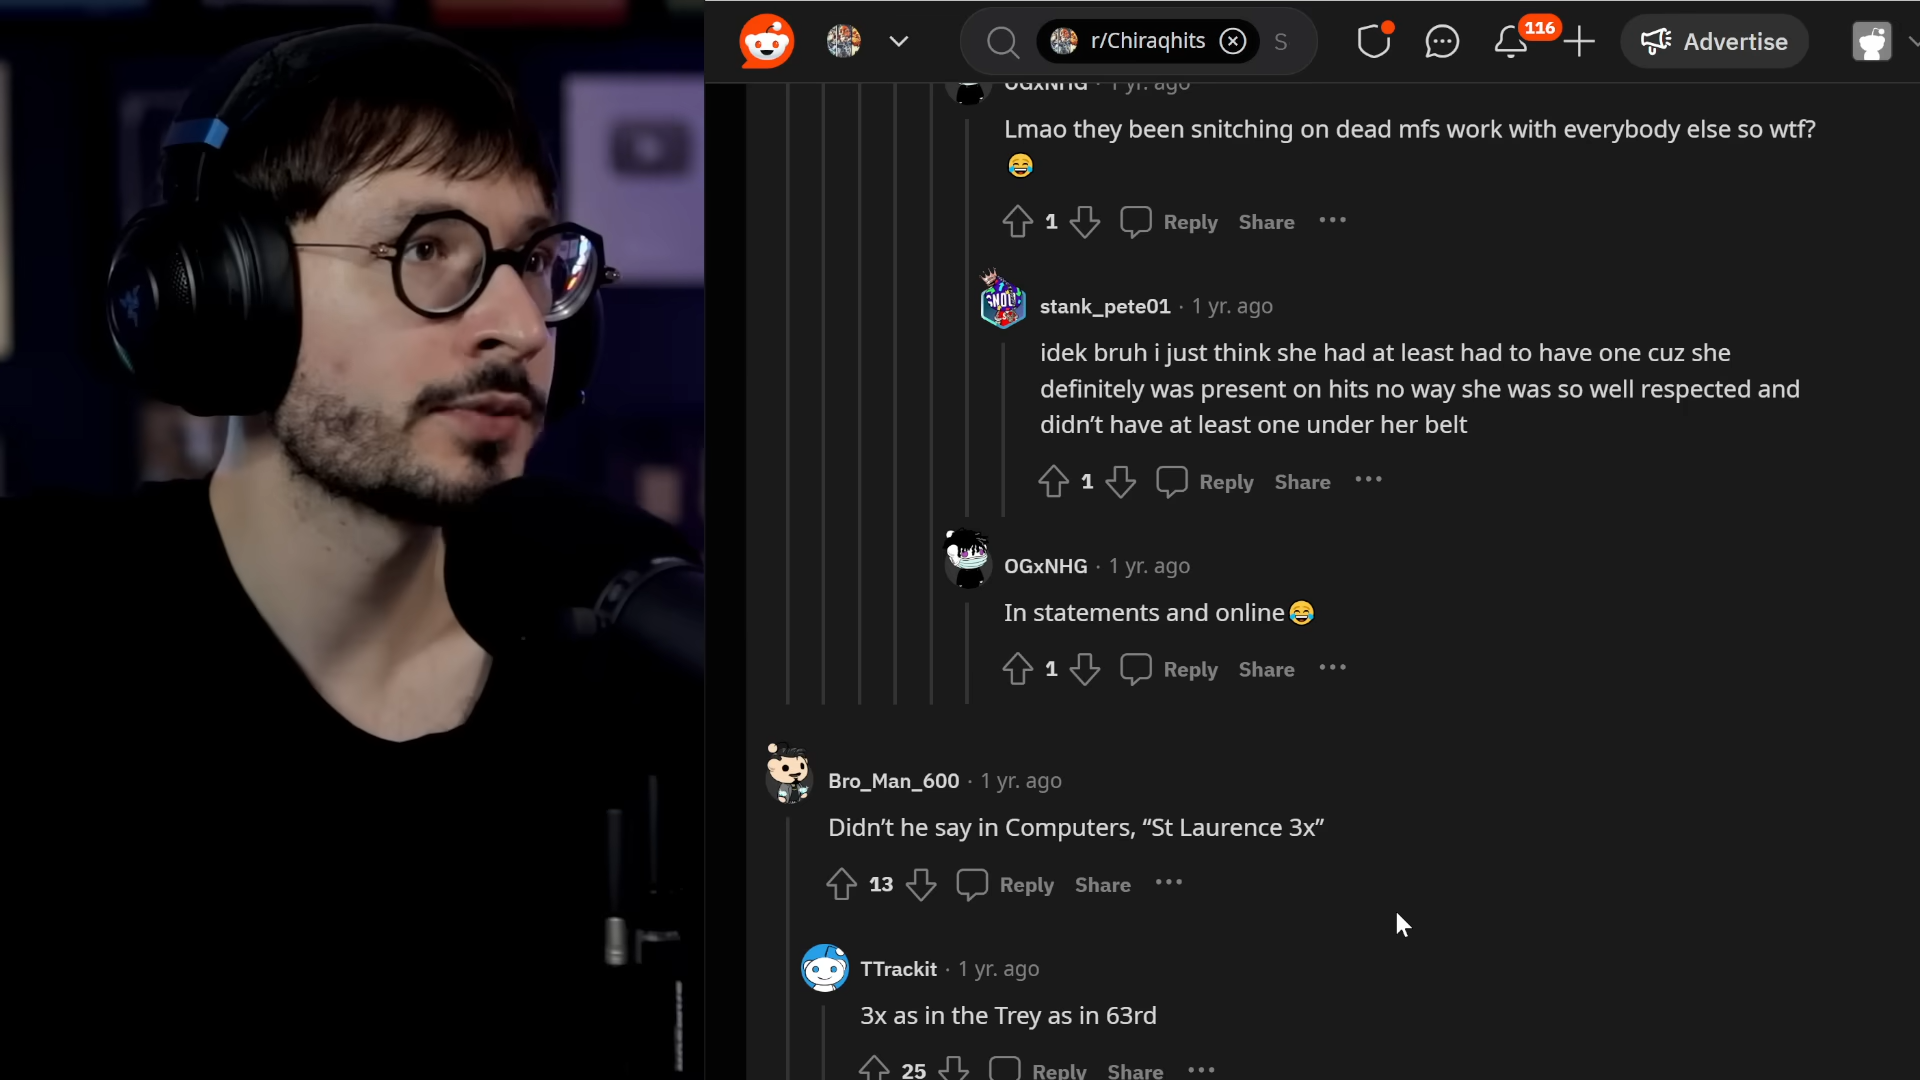 r/Chiraqhits
S
116
Advertise
OGxNHG · 1 yr. ago
Lmao they been snitching on dead mfs work with everybody else so wtf?
😂
1 Reply Share ···
stank_pete01 · 1 yr. ago
idek bruh i just think she had at least had to have one cuz she
definitely was present on hits no way she was so well respected and
didn’t have at least one under her belt
1 Reply Share ···
OGxNHG · 1 yr. ago
In statements and online😂
1 Reply Share ···
Bro_Man_600 · 1 yr. ago
Didn’t he say in Computers, “St Laurence 3x”
13 Reply Share ···
TTrackit · 1 yr. ago
3x as in the Trey as in 63rd
25 Reply Share ···